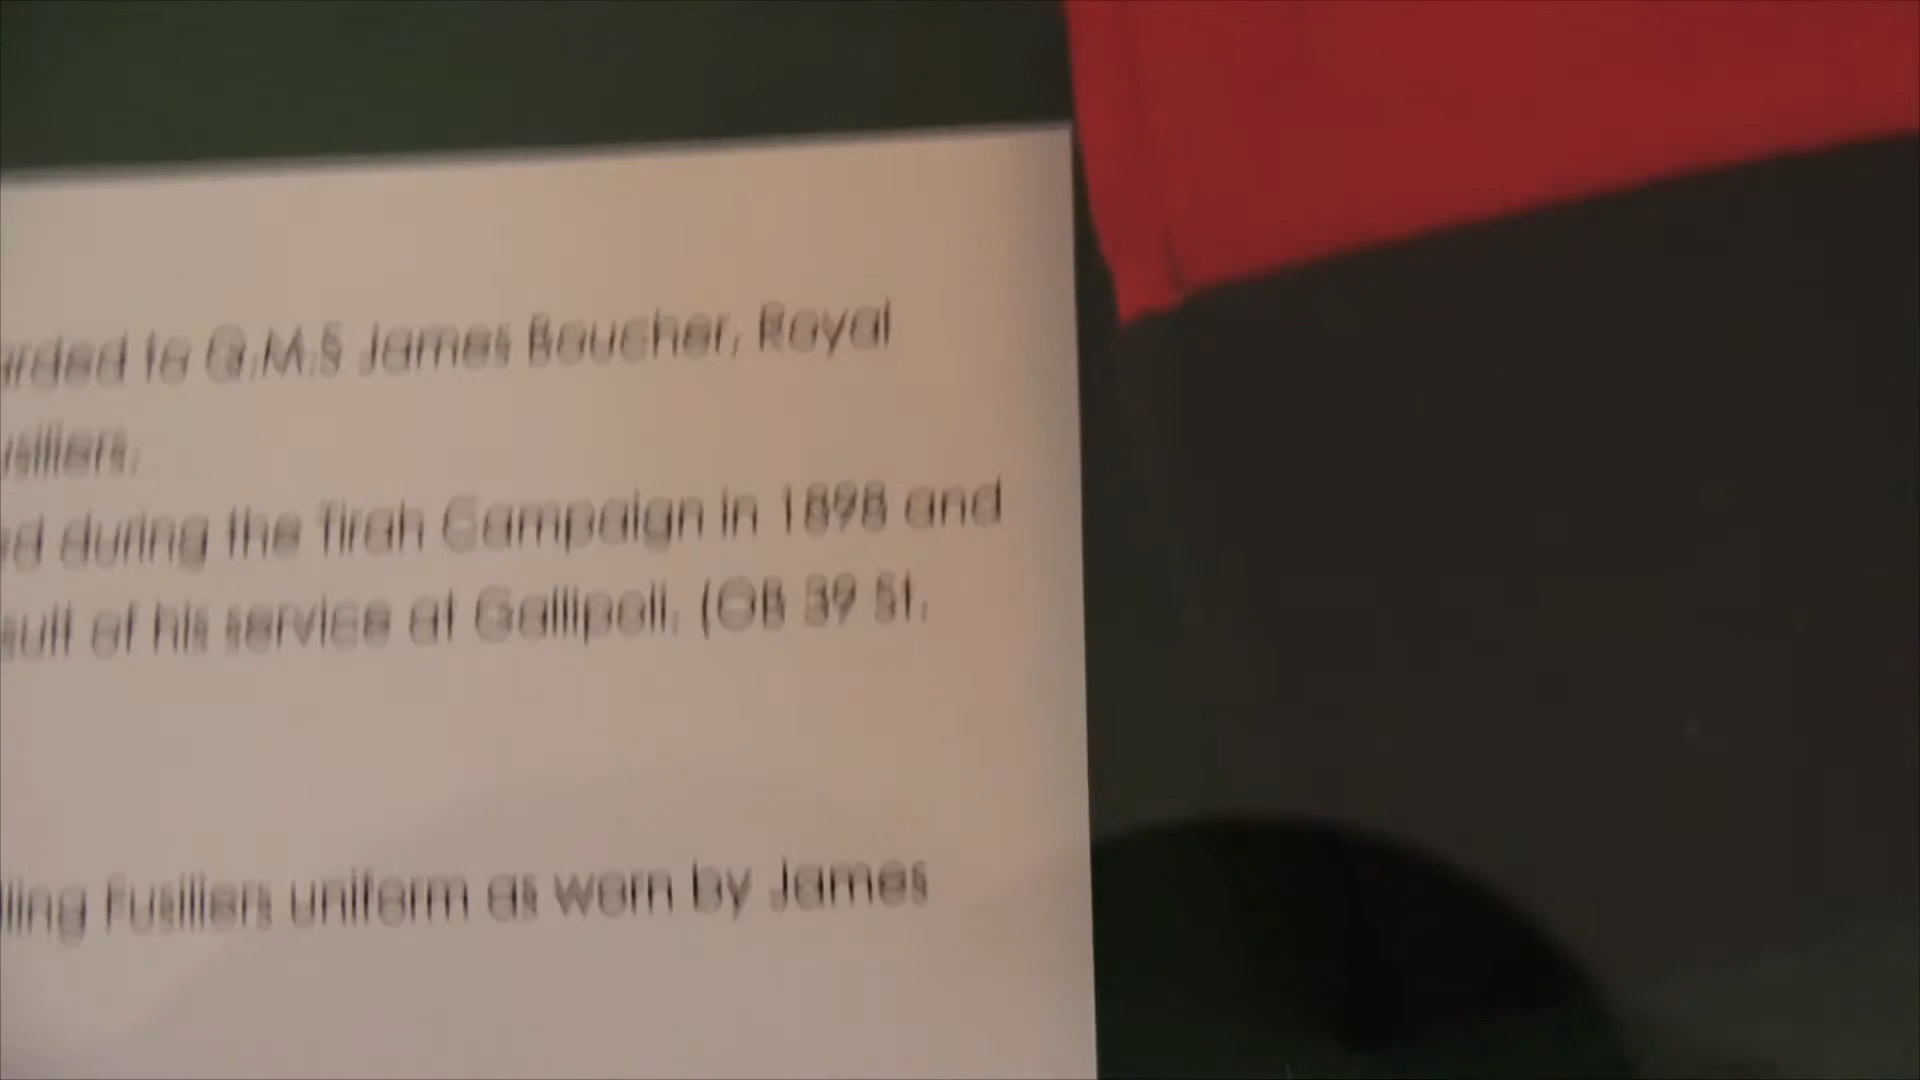 arded to Q.M.S James Boucher, Royal
usiliers.
ed during the Tirah Campaign in 1898 and
sult of his service at Gallipoli. (OB 39 St.
lling Fusiliers uniform as worn by James